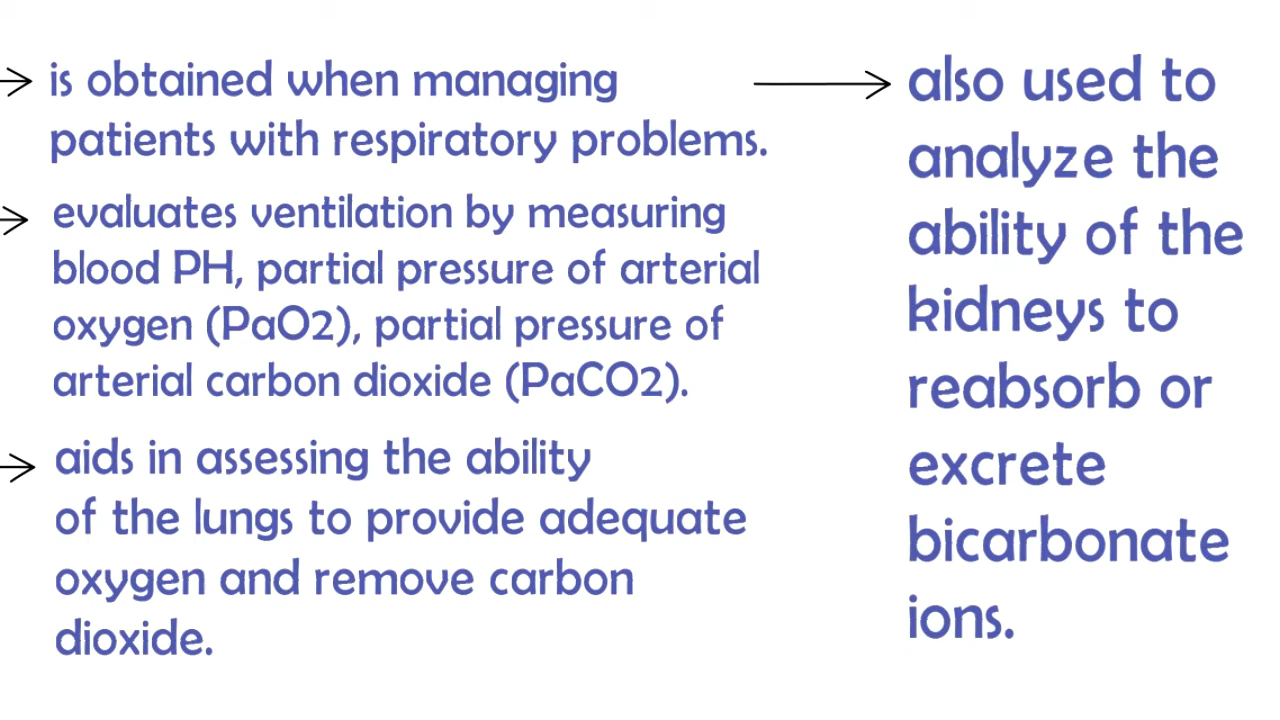 is obtained when managing
patients with respiratory problems.
evaluates ventilation by measuring
blood PH, partial pressure of arterial
oxygen (PaO2), partial pressure of
arterial carbon dioxide (PaCO2).
aids in assessing the ability
of the lungs to provide adequate
oxygen and remove carbon
dioxide.
also used to
analyze the
ability of the
kidneys to
reabsorb or
excrete
bicarbonate
ions.